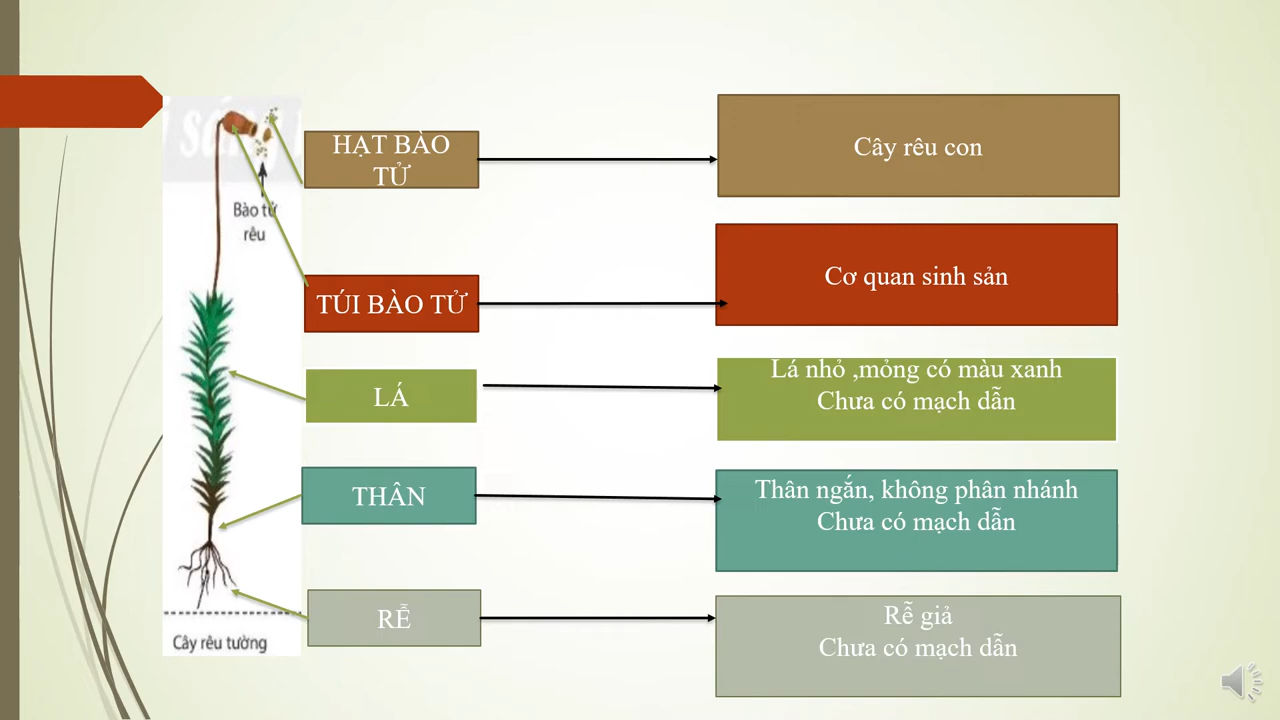 sáng
HẠT BÀO
TỬ
Cây rêu con
Bào tử
rêu
TÚI BÀO TỬ
Cơ quan sinh sản
LÁ
Lá nhỏ ,mỏng có màu xanh
Chưa có mạch dẫn
THÂN
Thân ngắn, không phân nhánh
Chưa có mạch dẫn
RỄ
Rễ giả
Chưa có mạch dẫn
Cây rêu tường